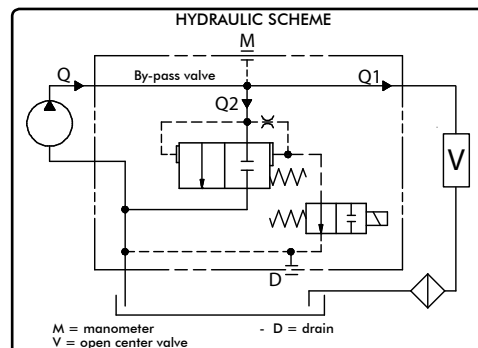 HYDRAULIC SCHEME
M
Q
By-pass valve
Q1
Q2
V
D
M = manometer
- D = drain
V = open center valve